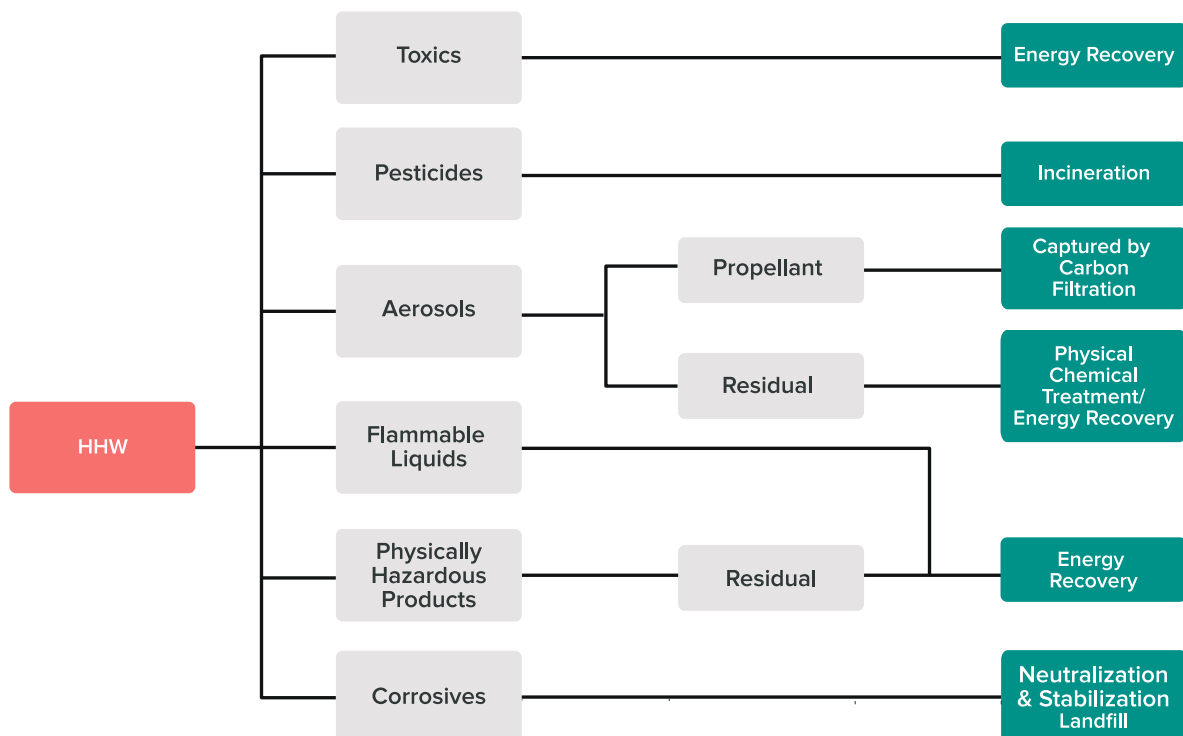 Toxics
Energy Recovery
Pesticides
Incineration
Aerosols
Propellant
Captured by
Carbon
Filtration
Residual
Physical
Chemical
Treatment/
Energy Recovery
HHW
Flammable
Liquids
Physically
Hazardous
Products
Residual
Energy
Recovery
Corrosives
Neutralization
& Stabilization
Landfill